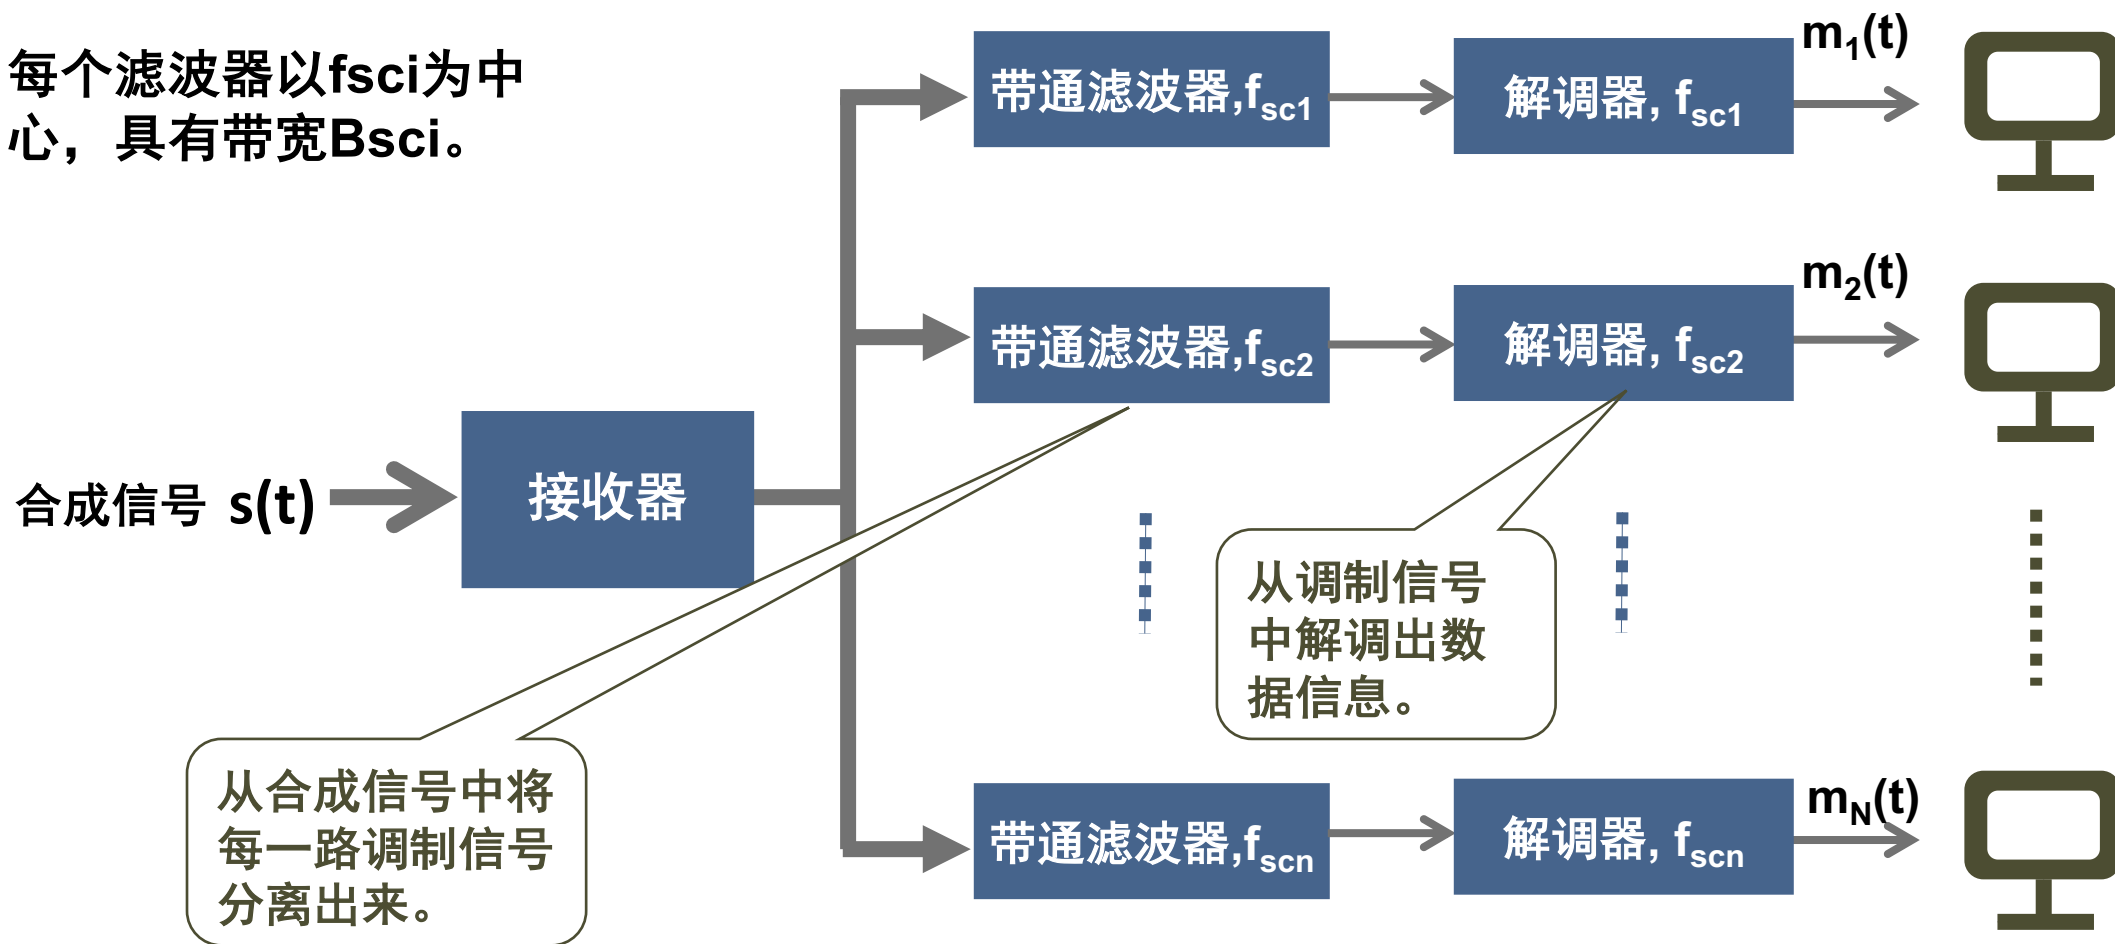 每个滤波器以fsci为中
心，具有带宽Bsci。
带通滤波器,fsc1
解调器, fsc1
m1(t)
带通滤波器,fsc2
解调器, fsc2
m2(t)
合成信号 s(t)
接收器
从调制信号
中解调出数
据信息。
从合成信号中将
每一路调制信号
分离出来。
带通滤波器,fscn
解调器, fscn
mN(t)